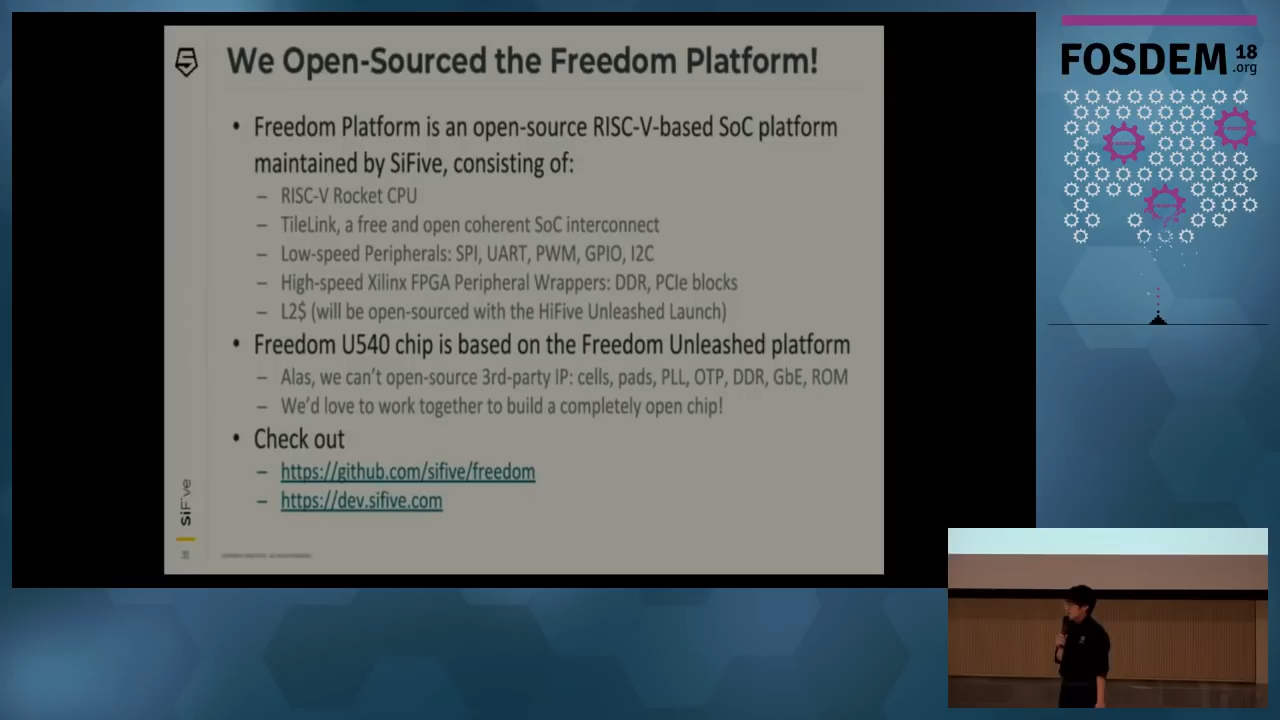 We Open-Sourced the Freedom Platform!
• Freedom Platform is an open-source RISC-V-based SoC platform
maintained by SiFive, consisting of:
– RISC-V Rocket CPU
– TileLink, a free and open coherent SoC interconnect
– Low-speed Peripherals: SPI, UART, PWM, GPIO, I2C
– High-speed Xilinx FPGA Peripheral Wrappers: DDR, PCIe blocks
– L2$ (will be open-sourced with the HiFive Unleashed Launch)
• Freedom U540 chip is based on the Freedom Unleashed platform
– Alas, we can't open-source 3rd-party IP: cells, pads, PLL, OTP, DDR, GbE, ROM
– We'd love to work together to build a completely open chip!
• Check out
– https://github.com/sifive/freedom
– https://dev.sifive.com
SiFive
FOSDEM 18
.org